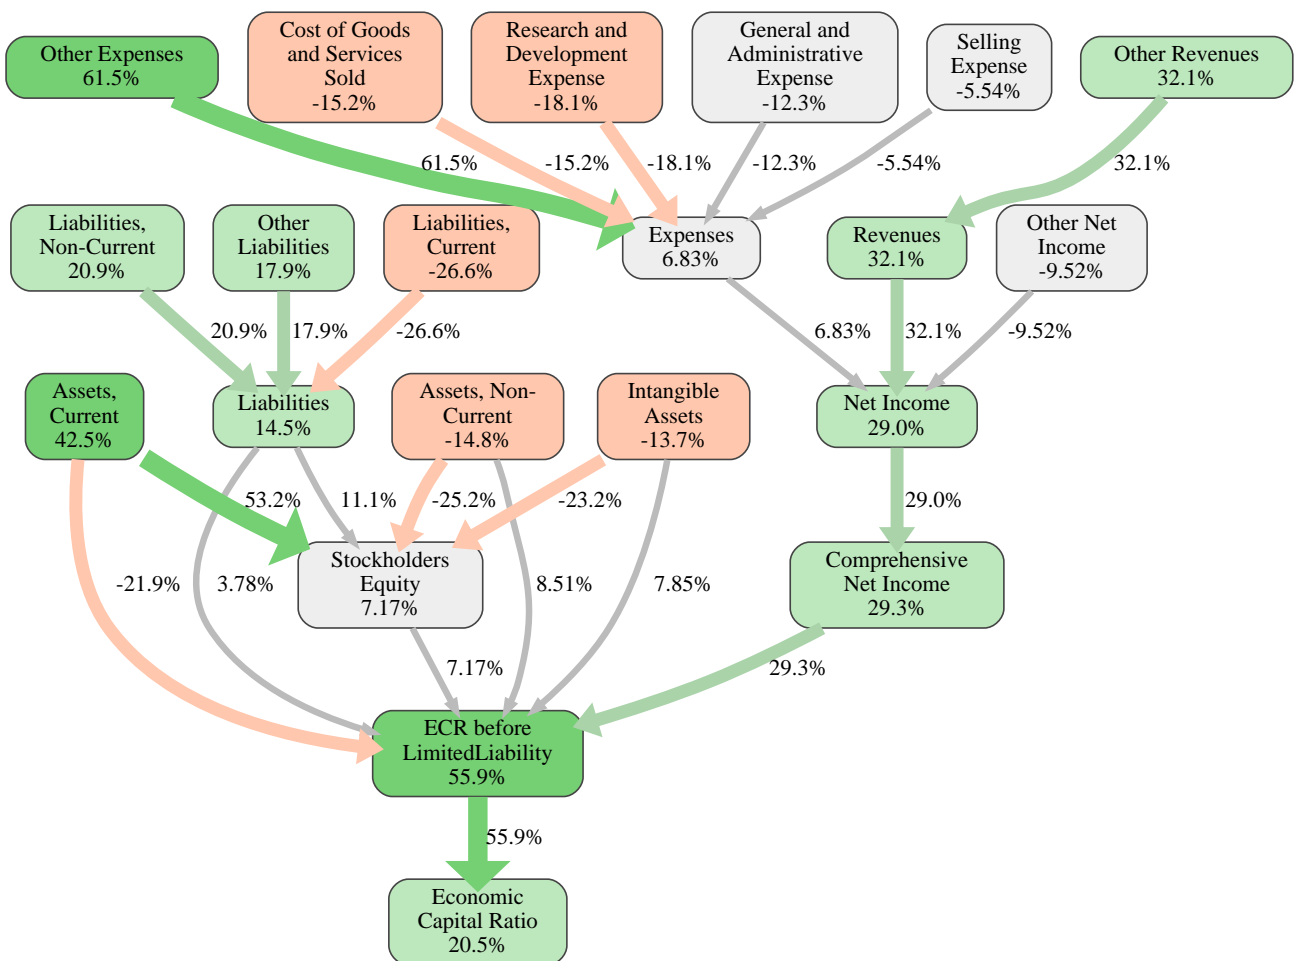 Other Expenses
61.5%
Cost of Goods
and Services
Sold
-15.2%
Research and
Development
Expense
-18.1%
General and
Administrative
Expense
-12.3%
Selling
Expense
-5.54%
Other Revenues
32.1%
61.5%
-15.2%
-18.1%
-12.3%
-5.54%
32.1%
Liabilities,
Non-Current
20.9%
Other
Liabilities
17.9%
Liabilities,
Current
-26.6%
Expenses
6.83%
Revenues
32.1%
Other Net
Income
-9.52%
20.9%
17.9%
-26.6%
6.83%
32.1%
-9.52%
Assets,
Current
42.5%
Liabilities
14.5%
Assets, Non-
Current
-14.8%
Intangible
Assets
-13.7%
Net Income
29.0%
53.2%
11.1%
-25.2%
-23.2%
29.0%
Stockholders
Equity
7.17%
Comprehensive
Net Income
29.3%
-21.9%
3.78%
8.51%
7.85%
7.17%
29.3%
ECR before
LimitedLiability
55.9%
55.9%
Economic
Capital Ratio
20.5%